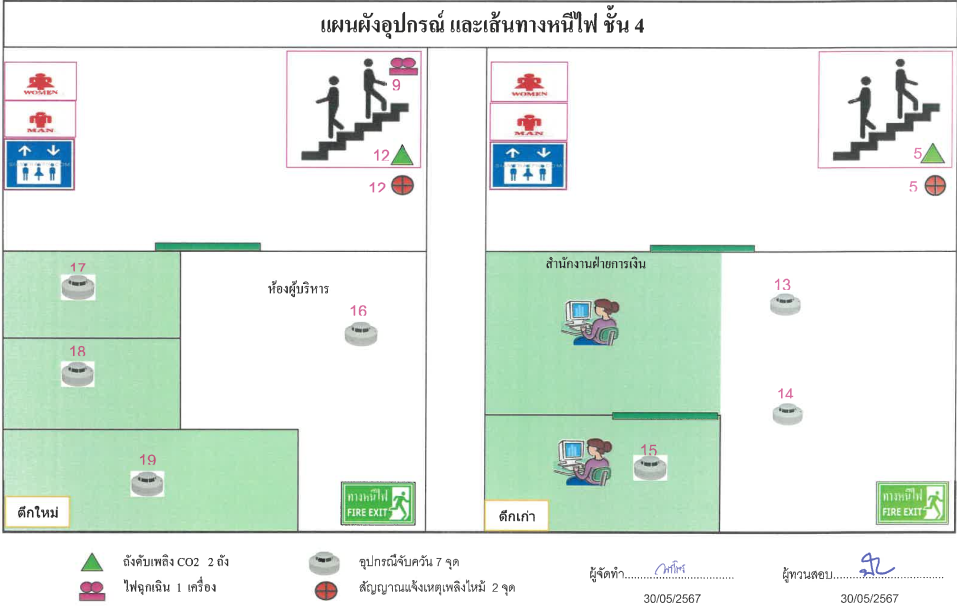 แผนผังอุปกรณ์ และเส้นทางหนีไฟ ชั้น 4
WOMEN
MAN
9
12
12
WOMEN
MAN
5
5
17
18
19
ห้องผู้บริหาร
16
ตึกใหม่
ทางหนีไฟ
FIRE EXIT
สำนักงานฝ่ายการเงิน
13
14
15
ตึกเก่า
ทางหนีไฟ
FIRE EXIT
ถังดับเพลิง CO2 2 ถัง
ไฟฉุกเฉิน 1 เครื่อง
อุปกรณ์จับควัน 7 จุด
สัญญาณแจ้งเหตุเพลิงไหม้ 2 จุด
ผู้จัดทำ
30/05/2567
ผู้ทวนสอบ
30/05/2567